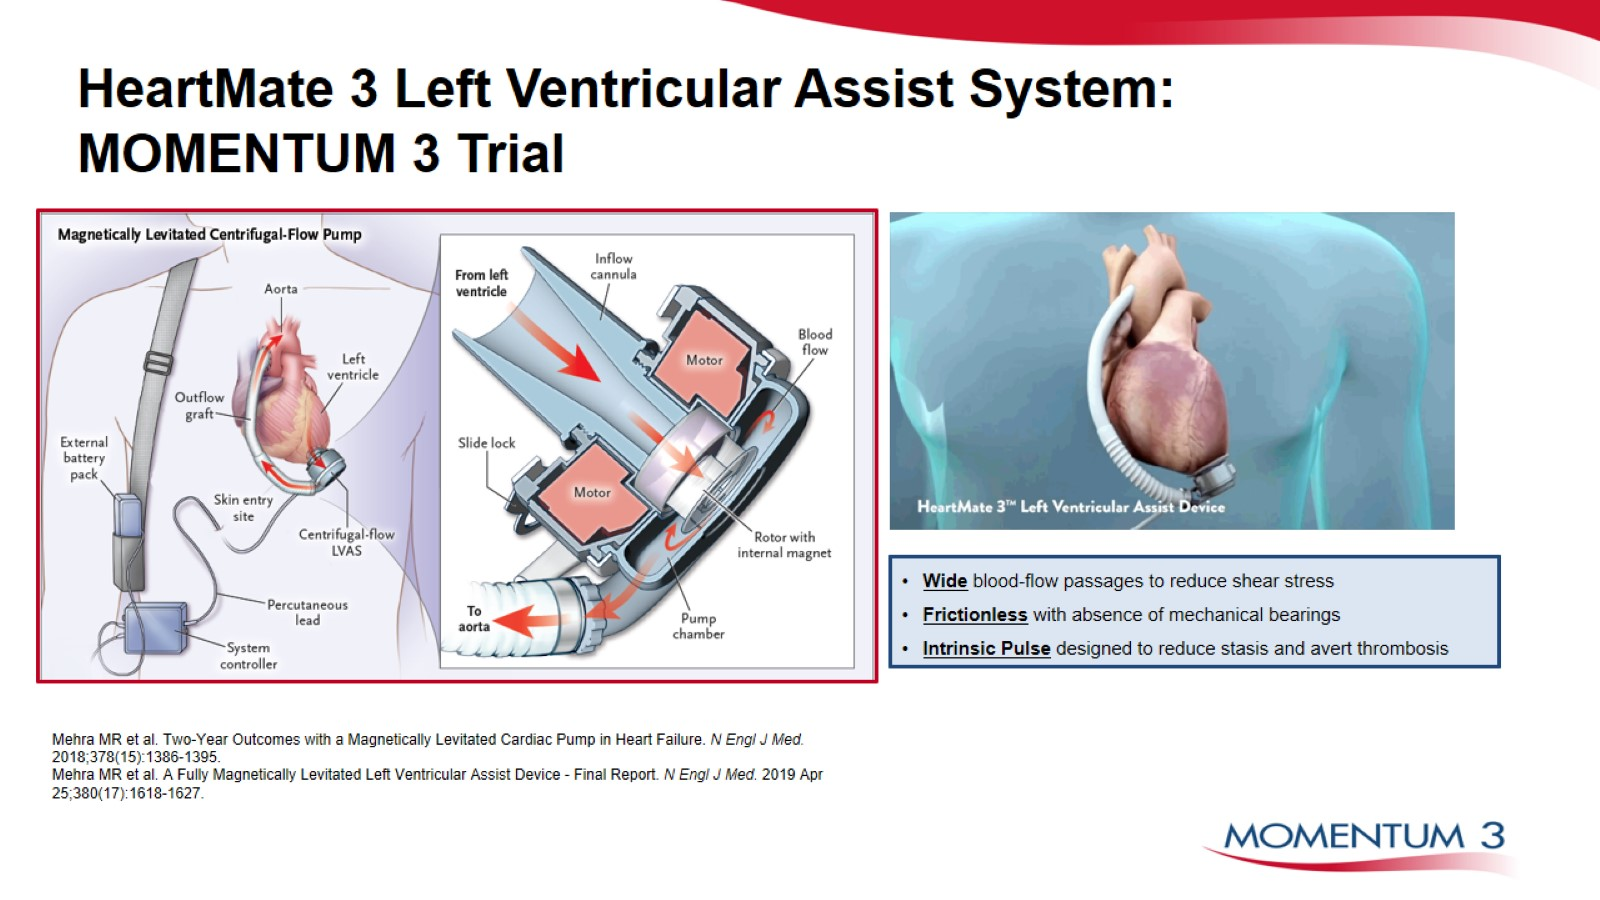 HeartMate 3 Left Ventricular Assist System:
MOMENTUM 3 Trial
Magnetically Levitated Centrifugal-Flow Pump
Aorta
Left
ventricle
Outflow
graft
External
battery
pack
Skin entry
site
Centrifugal-flow
LVAS
Percutaneous
lead
System
controller
From left
ventricle
Inflow
cannula
Motor
Blood
flow
Slide lock
Motor
Rotor with
internal magnet
To
aorta
Pump
chamber
HeartMate 3™ Left Ventricular Assist Device
• Wide blood-flow passages to reduce shear stress
• Frictionless with absence of mechanical bearings
• Intrinsic Pulse designed to reduce stasis and avert thrombosis
Mehra MR et al. Two-Year Outcomes with a Magnetically Levitated Cardiac Pump in Heart Failure. N Engl J Med.
2018;378(15):1386-1395.
Mehra MR et al. A Fully Magnetically Levitated Left Ventricular Assist Device - Final Report. N Engl J Med. 2019 Apr
25;380(17):1618-1627.
MOMENTUM 3